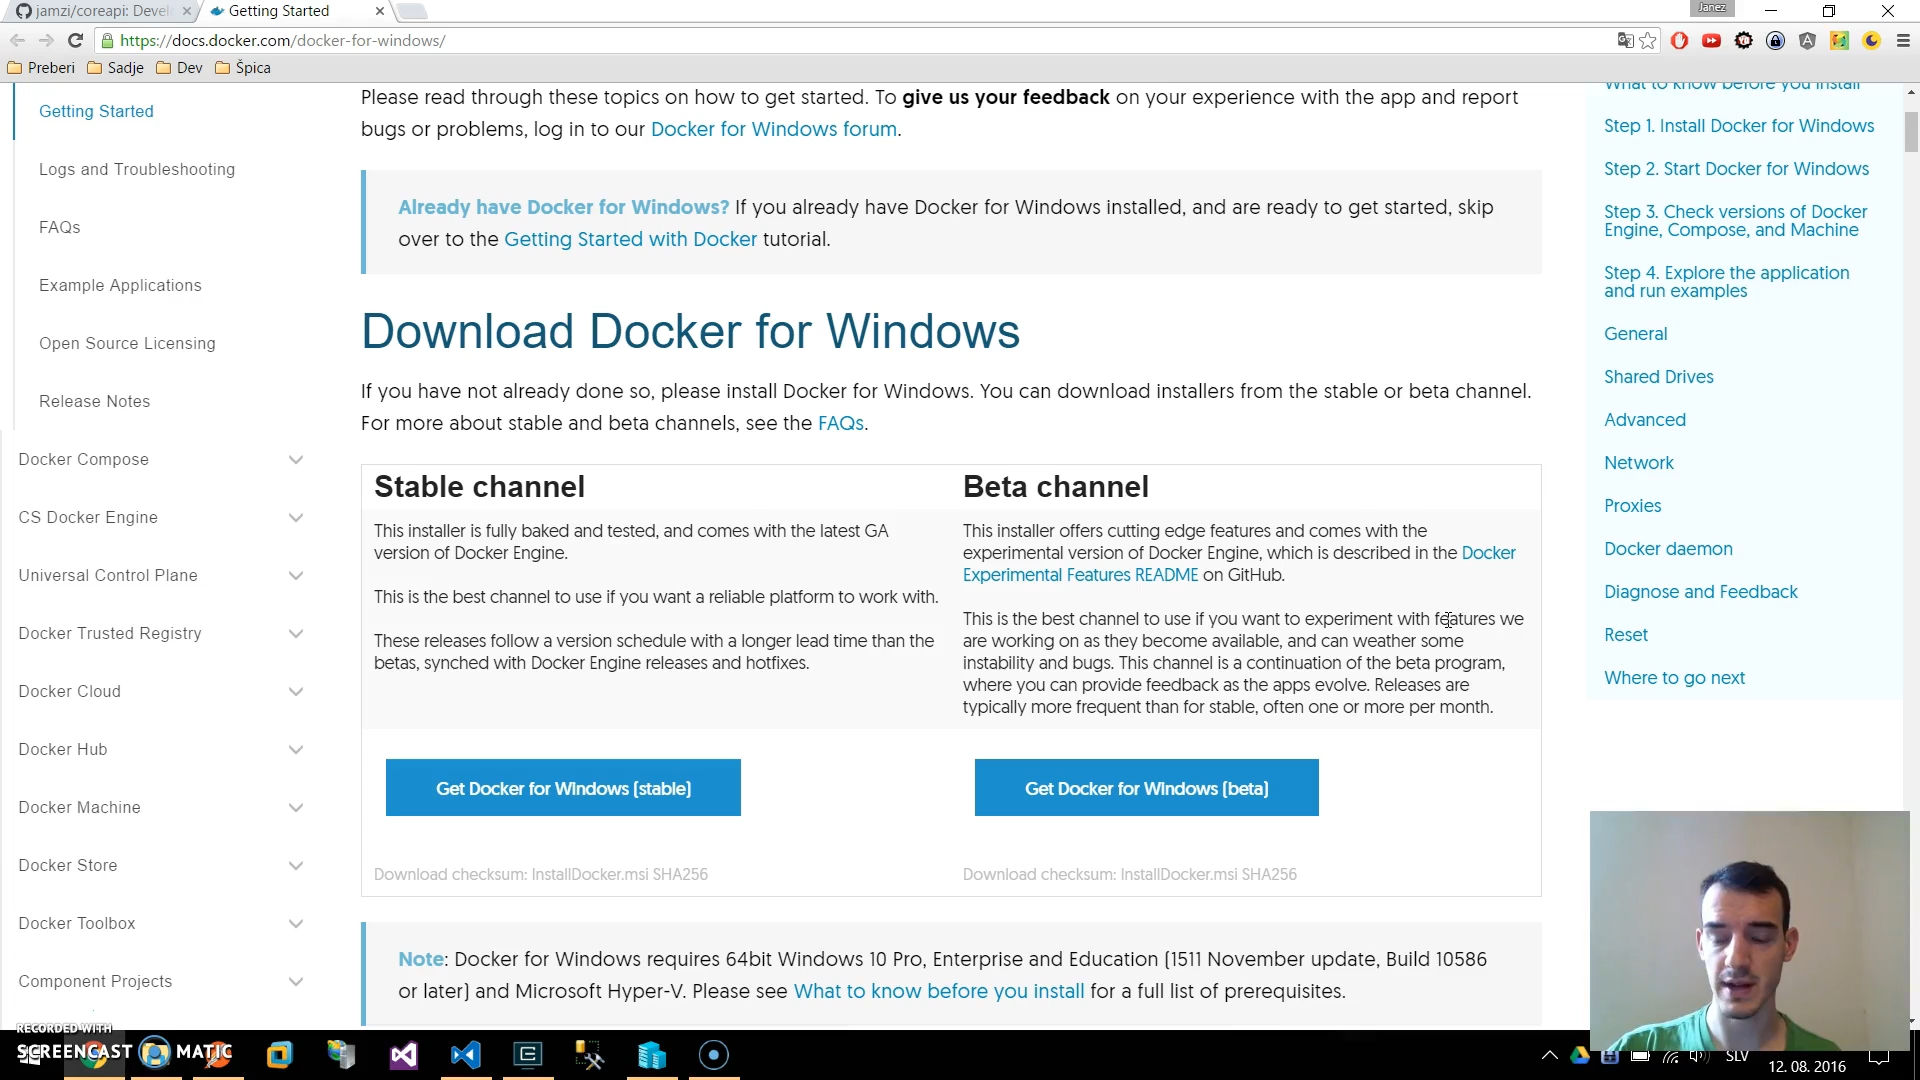 jamzi/coreapi: Devel
Getting Started
Janez
https://docs.docker.com/docker-for-windows/
Preberi
Sadje
Dev
Špica
Getting Started
Logs and Troubleshooting
FAQs
Example Applications
Open Source Licensing
Release Notes
Docker Compose
CS Docker Engine
Universal Control Plane
Docker Trusted Registry
Docker Cloud
Docker Hub
Docker Machine
Docker Store
Docker Toolbox
Component Projects
Please read through these topics on how to get started. To give us your feedback on your experience with the app and report
bugs or problems, log in to our Docker for Windows forum.
Already have Docker for Windows? If you already have Docker for Windows installed, and are ready to get started, skip
over to the Getting Started with Docker tutorial.
Download Docker for Windows
If you have not already done so, please install Docker for Windows. You can download installers from the stable or beta channel.
For more about stable and beta channels, see the FAQs.
Stable channel
This installer is fully baked and tested, and comes with the latest GA
version of Docker Engine.
This is the best channel to use if you want a reliable platform to work with.
These releases follow a version schedule with a longer lead time than the
betas, synched with Docker Engine releases and hotfixes.
Get Docker for Windows (stable)
Download checksum: InstallDocker.msi SHA256
Beta channel
This installer offers cutting edge features and comes with the
experimental version of Docker Engine, which is described in the Docker
Experimental Features README on GitHub.
This is the best channel to use if you want to experiment with features we
are working on as they become available, and can weather some
instability and bugs. This channel is a continuation of the beta program,
where you can provide feedback as the apps evolve. Releases are
typically more frequent than for stable, often one or more per month.
Get Docker for Windows (beta)
Download checksum: InstallDocker.msi SHA256
Note: Docker for Windows requires 64bit Windows 10 Pro, Enterprise and Education (1511 November update, Build 10586
or later) and Microsoft Hyper-V. Please see What to know before you install for a full list of prerequisites.
What to know before you install
Step 1. Install Docker for Windows
Step 2. Start Docker for Windows
Step 3. Check versions of Docker
Engine, Compose, and Machine
Step 4. Explore the application
and run examples
General
Shared Drives
Advanced
Network
Proxies
Docker daemon
Diagnose and Feedback
Reset
Where to go next
RECORDED WITH
SCREENCAST MATIC
SLV
12. 08. 2016